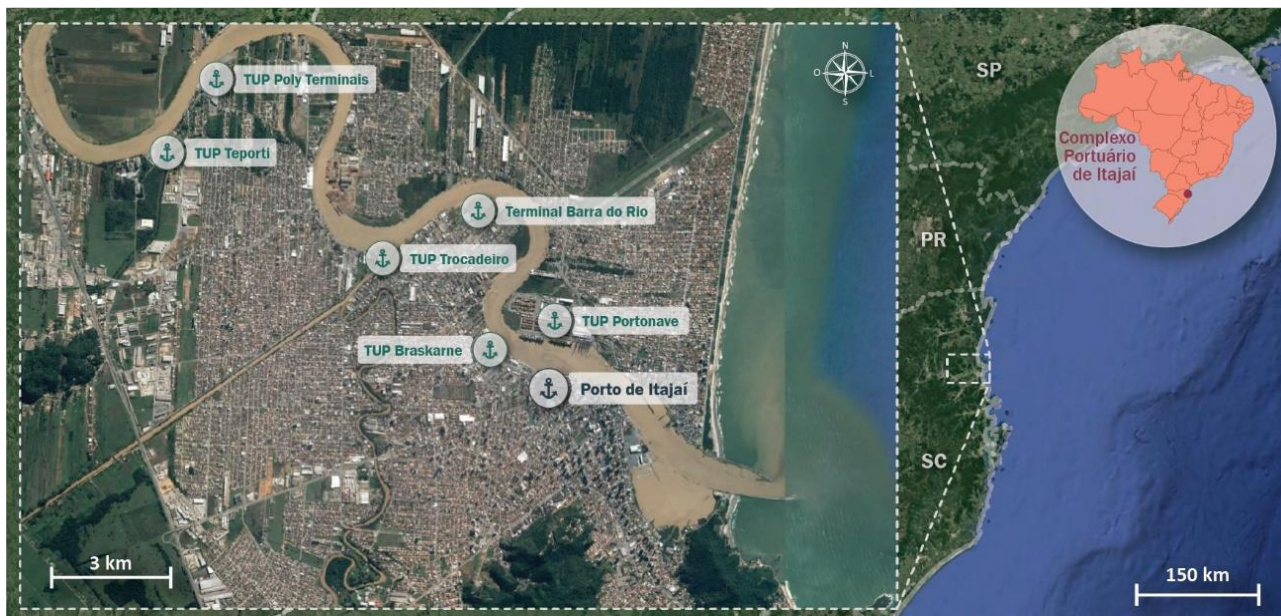 TUP Poly Terminais
TUP Teporti
Terminal Barra do Rio
TUP Trocadeiro
TUP Portonave
TUP Braskarne
Porto de Itajaí
3 km
N
O
L
S
SP
PR
SC
Complexo
Portuário
de Itajaí
150 km